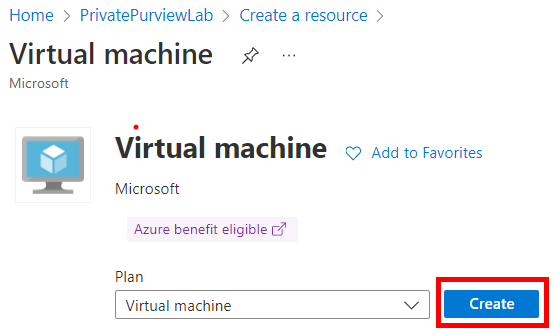 Home > PrivatePurviewLab > Create a resource >
Virtual machine ...
Microsoft
Virtual machine Add to Favorites
Microsoft
Azure benefit eligible
Plan
Virtual machine Create